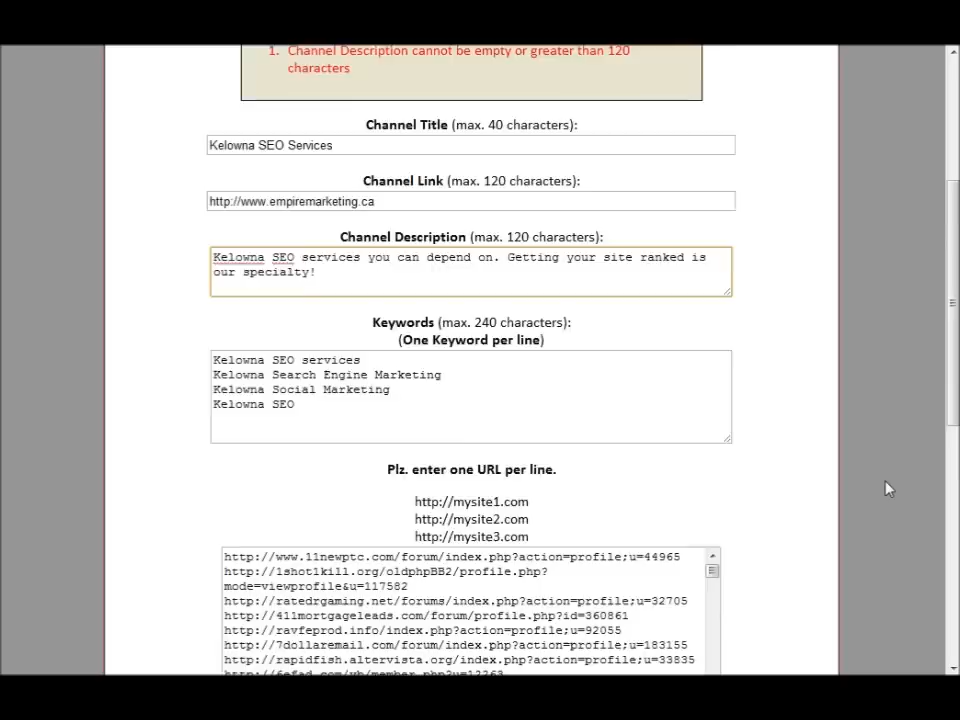 1. Channel Description cannot be empty or greater than 120
characters
Channel Title (max. 40 characters):
Kelowna SEO Services
Channel Link (max. 120 characters):
http://www.empiremarketing.ca
Channel Description (max. 120 characters):
Kelowna SEO services you can depend on. Getting your site ranked is
our specialty!
Keywords (max. 240 characters):
(One Keyword per line)
Kelowna SEO services
Kelowna Search Engine Marketing
Kelowna Social Marketing
Kelowna SEO
Plz. enter one URL per line.
http://mysite1.com
http://mysite2.com
http://mysite3.com
http://www.11newptc.com/forum/index.php?action=profile;u=44965
http://1shot1kill.org/oldphpBB2/profile.php?
mode=viewprofile&u=117582
http://ratedrgaming.net/forums/index.php?action=profile;u=32705
http://411mortgageleads.com/forum/profile.php?id=360861
http://ravfeprod.info/index.php?action=profile;u=92055
http://7dollaremail.com/forums/index.php?action=profile;u=183155
http://rapidfish.altervista.org/index.php?action=profile;u=33835